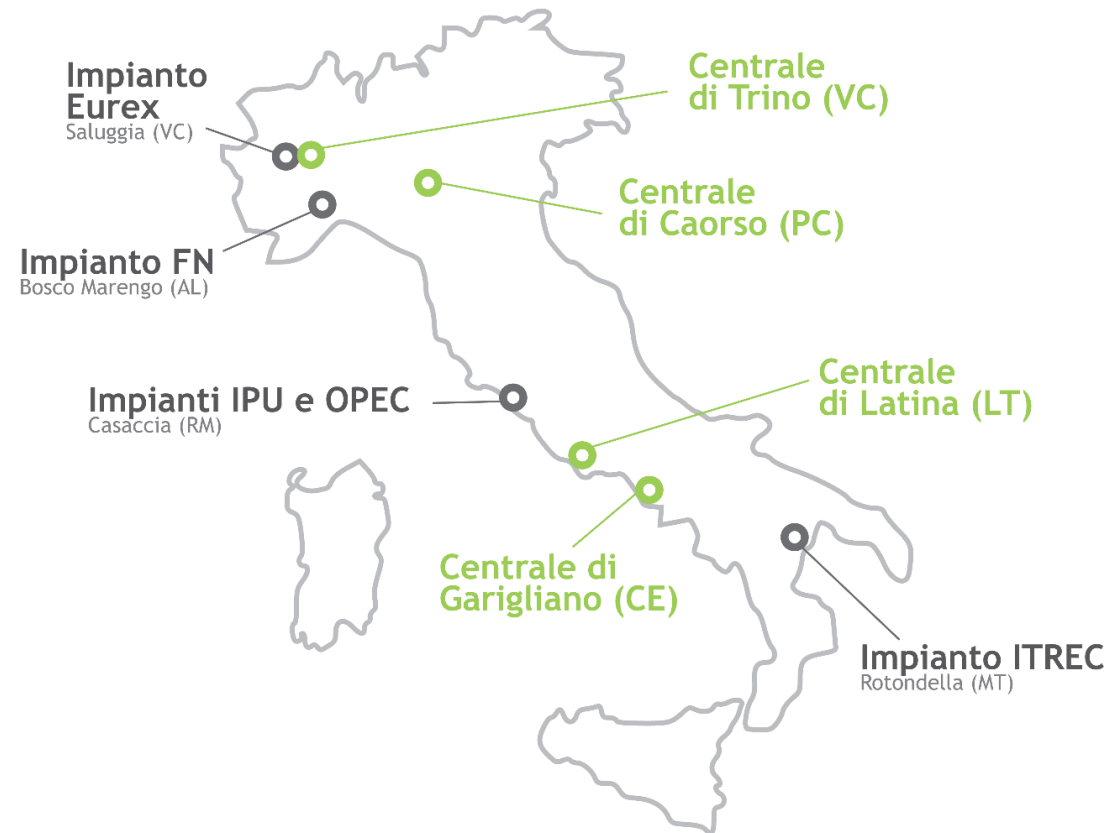 Impianto
Eurex
Saluggia (VC)
Centrale
di Trino (VC)
Centrale
di Caorso (PC)
Impianto FN
Bosco Marengo (AL)
Centrale
di Latina (LT)
Impianti IPU e OPEC
Casaccia (RM)
Centrale di
Garigliano (CE)
Impianto ITREC
Rotondella (MT)